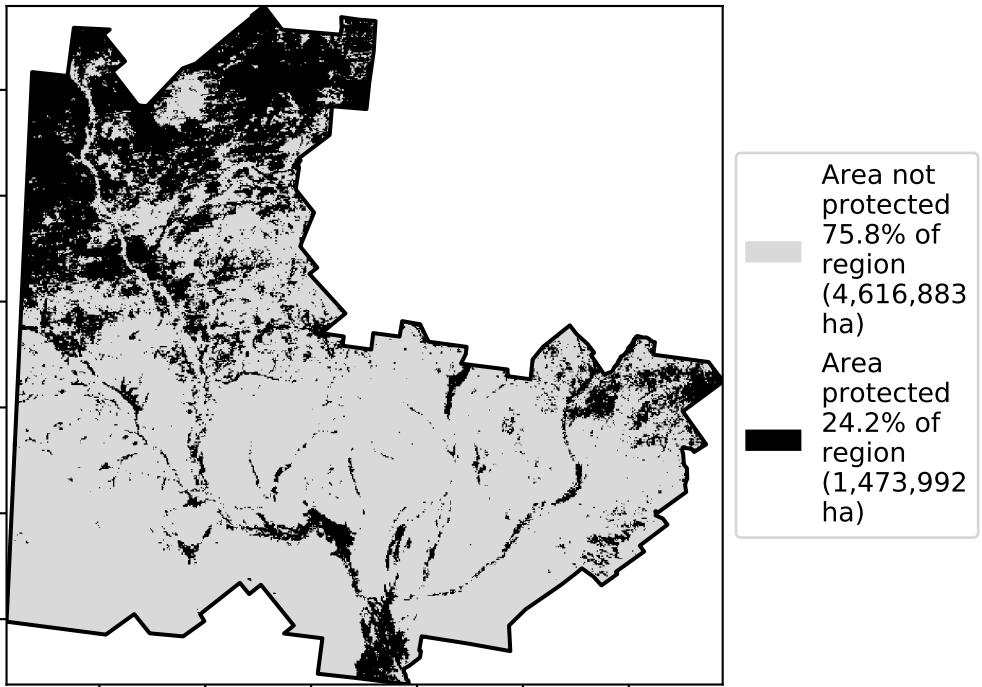 Area not
protected
75.8% of
region
(4,616,883
ha)
Area
protected
24.2% of
region
(1,473,992
ha)